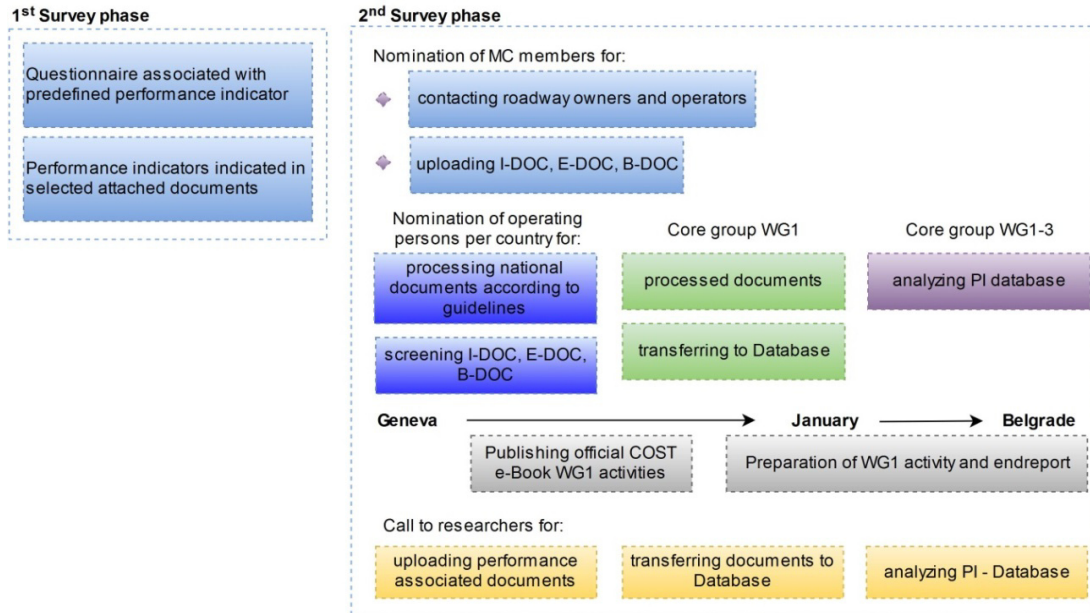 1st Survey phase
Questionnaire associated with
predefined performance indicator
Performance indicators indicated in
selected attached documents
2nd Survey phase
Nomination of MC members for:
contacting roadway owners and operators
uploading I-DOC, E-DOC, B-DOC
Nomination of operating
persons per country for:
processing national
documents according to
guidelines
screening I-DOC, E-DOC,
B-DOC
Core group WG1
processed documents
transferring to Database
Core group WG1-3
analyzing PI database
Geneva
January
Belgrade
Publishing official COST
e-Book WG1 activities
Preparation of WG1 activity and endreport
Call to researchers for:
uploading performance
associated documents
transferring documents to
Database
analyzing PI - Database